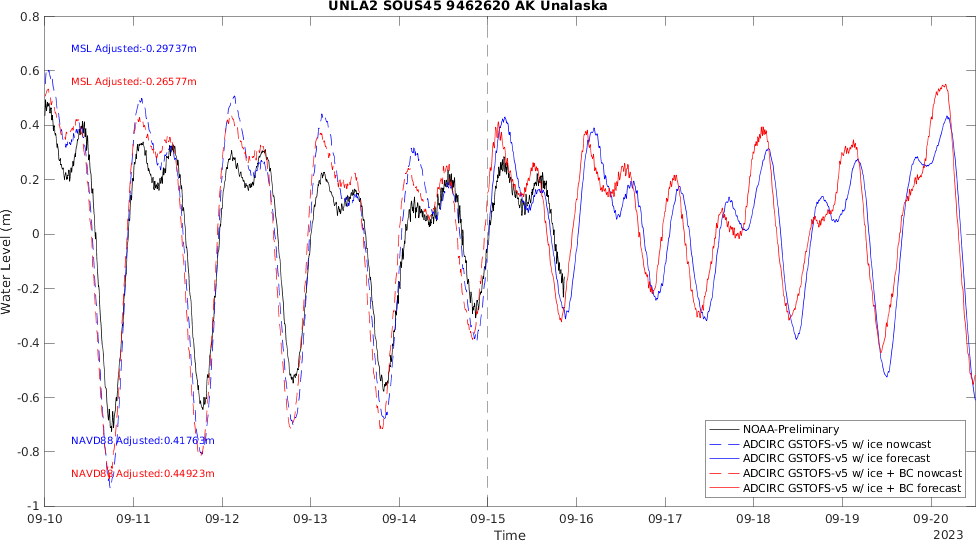 UNLA2 SOUS45 9462620 AK Unalaska
0.8
0.6
0.4
0.2
0
-0.2
-0.4
-0.6
-0.8
-1
Water Level (m)
MSL Adjusted:-0.29737m
MSL Adjusted:-0.26577m
NAVD88 Adjusted:0.41763m
NAVD88 Adjusted:0.44923m
NOAA-Preliminary
ADCIRC GSTOFS-v5 w/ ice nowcast
ADCIRC GSTOFS-v5 w/ ice forecast
ADCIRC GSTOFS-v5 w/ ice + BC nowcast
ADCIRC GSTOFS-v5 w/ ice + BC forecast
09-10 09-11 09-12 09-13 09-14 09-15 09-16 09-17 09-18 09-19 09-20
Time
2023